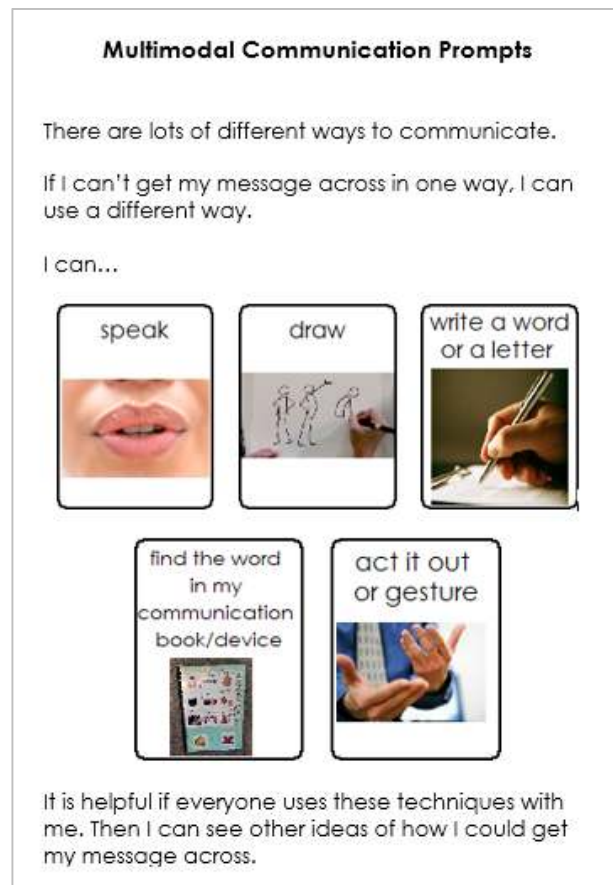 Multimodal Communication Prompts
There are lots of different ways to communicate.
If I can't get my message across in one way, I can
use a different way.
I can…
speak
draw
write a word
or a letter
find the word
in my
communication
book/device
act it out
or gesture
It is helpful if everyone uses these techniques with
me. Then I can see other ideas of how I could get
my message across.